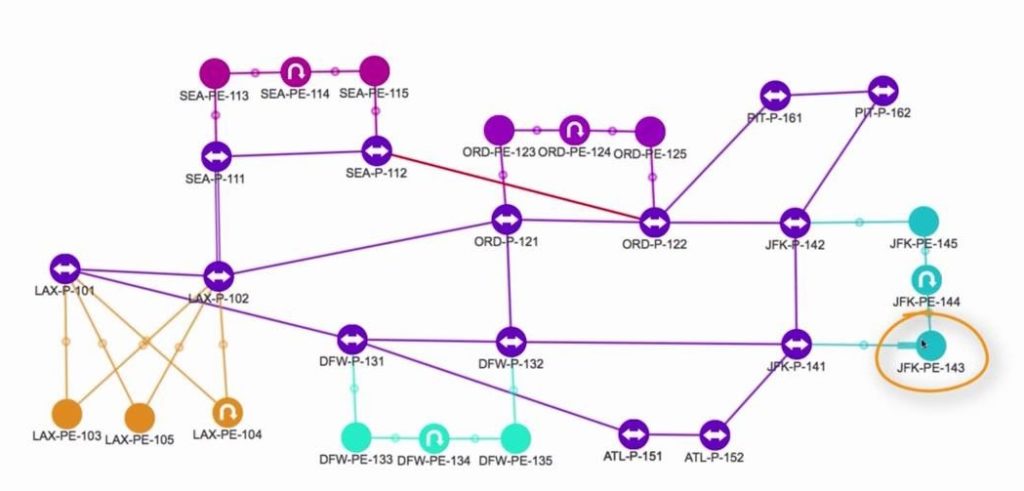 SEA-PE-113
SEA-PE-114
SEA-PE-115
PIT-P-161
PIT-P-162
ORD-PE-123
ORD-PE-124
ORD-PE-125
SEA-P-111
SEA-P-112
ORD-P-121
ORD-P-122
JFK-P-142
JFK-PE-145
LAX-P-101
LAX-P-102
JFK-PE-144
DFW-P-131
DFW-P-132
JFK-P-141
JFK-PE-143
LAX-PE-103
LAX-PE-105
LAX-PE-104
DFW-PE-133
DFW-PE-134
DFW-PE-135
ATL-P-151
ATL-P-152